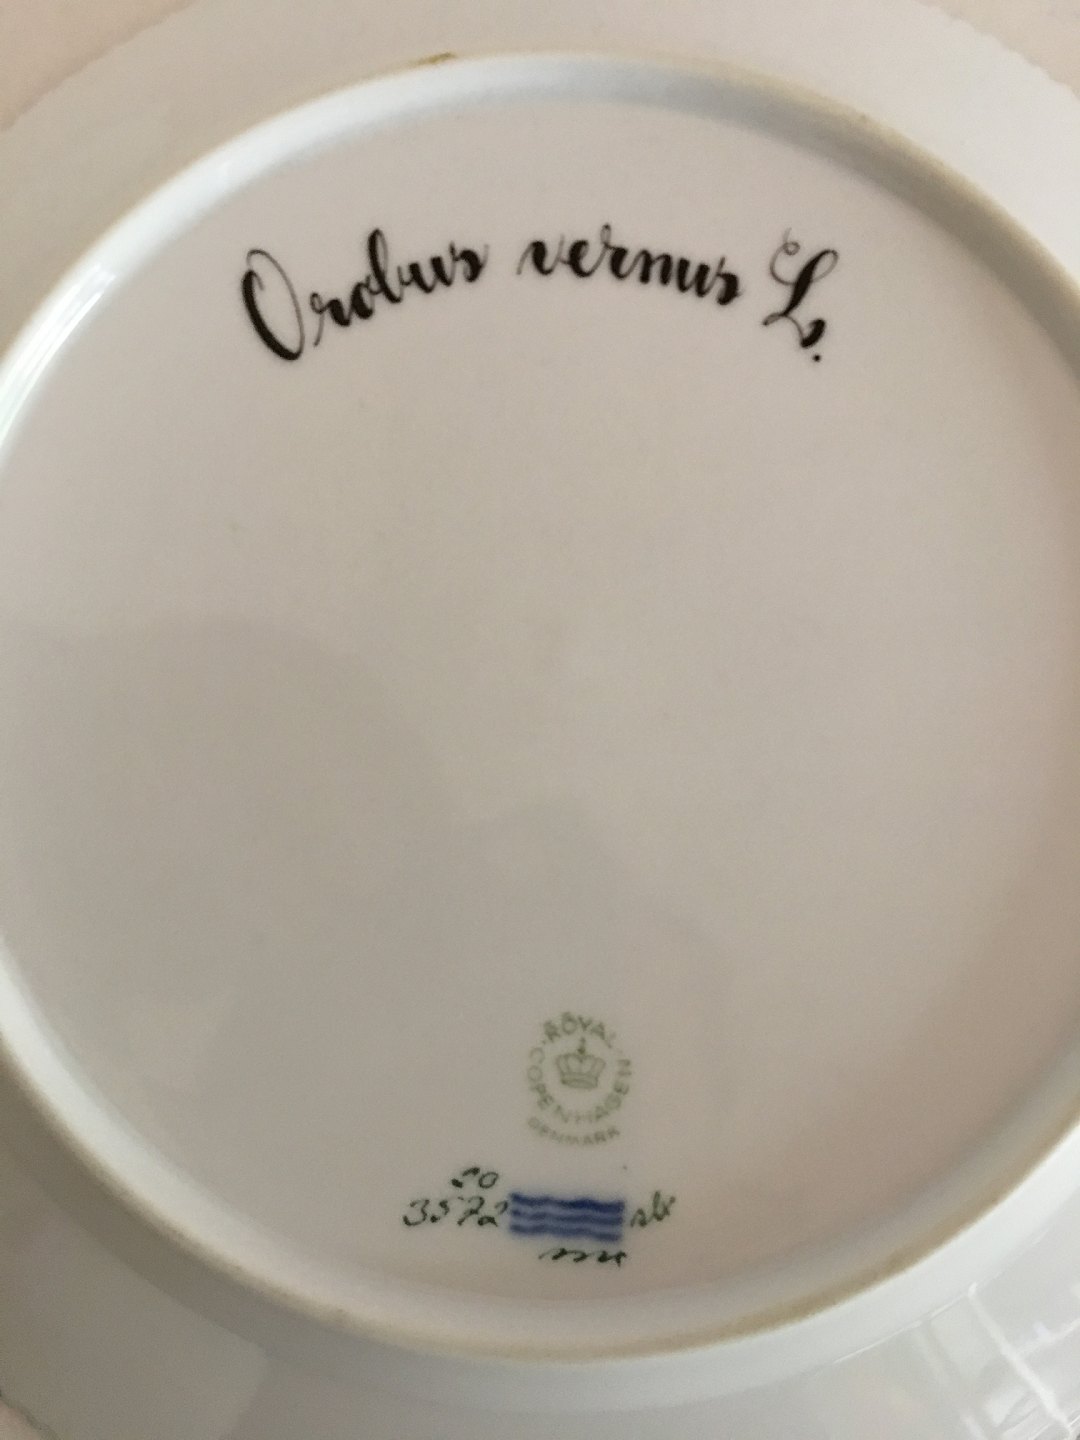 Orobus vernus L.
ROYAL COPENHAGEN
DENMARK
20
3572